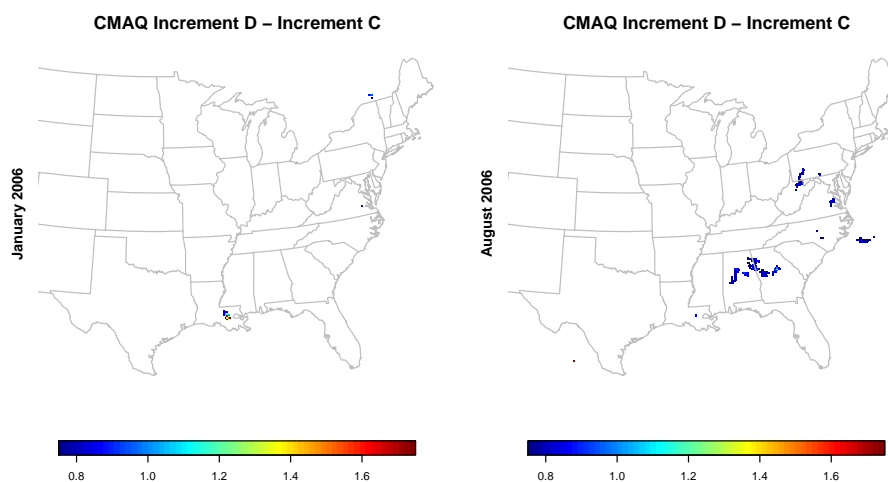 CMAQ Increment D – Increment C
January 2006
0.8 1.0 1.2 1.4 1.6
CMAQ Increment D – Increment C
August 2006
0.8 1.0 1.2 1.4 1.6